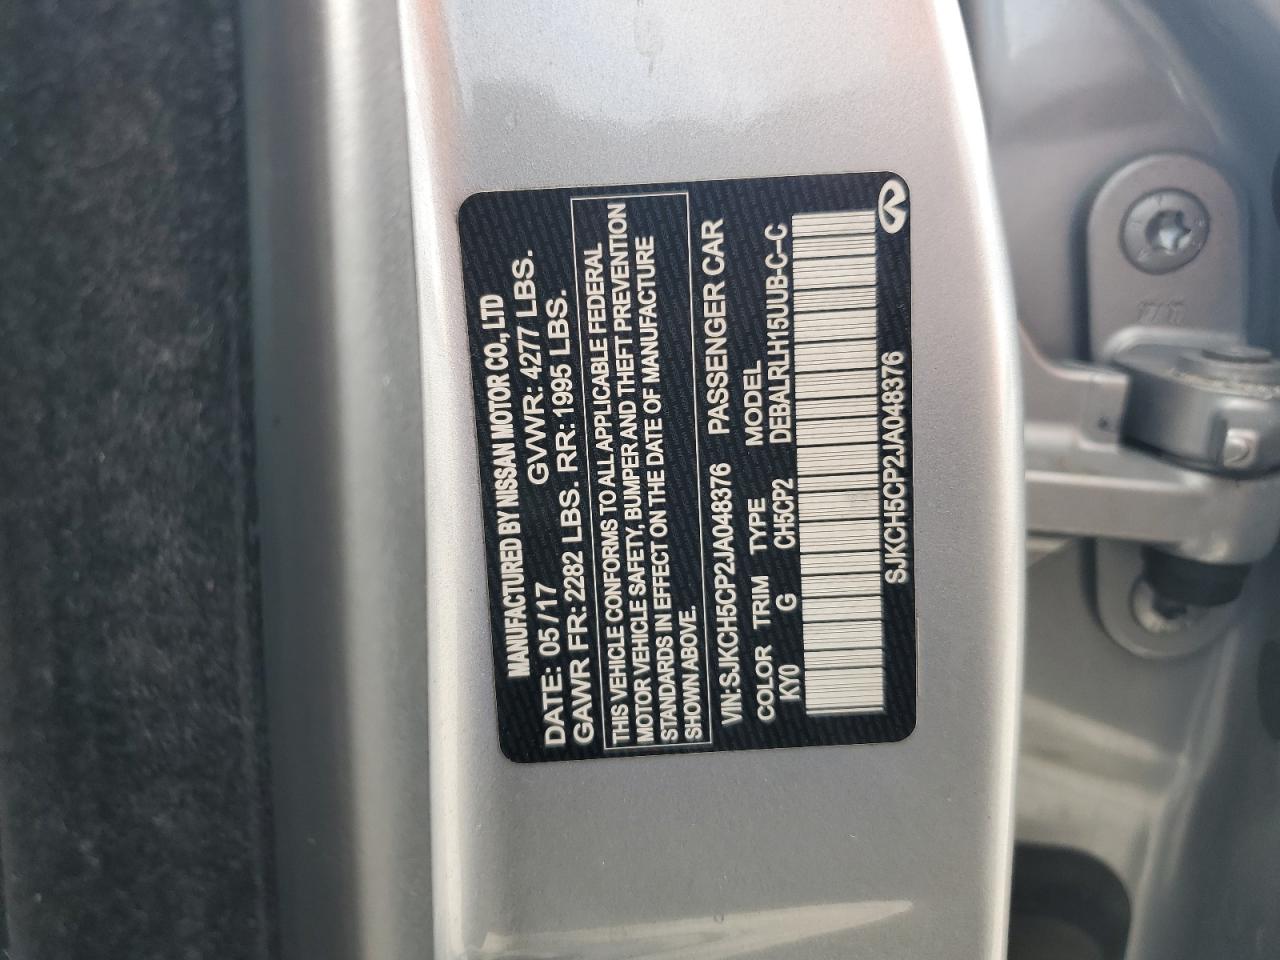 MANUFACTURED BY NISSAN MOTOR CO., LTD
DATE: 05 / 17 GVWR: 4277 LBS.
GAWR FR: 2282 LBS. RR: 1995 LBS.
THIS VEHICLE CONFORMS TO ALL APPLICABLE FEDERAL
MOTOR VEHICLE SAFETY, BUMPER AND THEFT PREVENTION
STANDARDS IN EFFECT ON THE DATE OF MANUFACTURE
SHOWN ABOVE.
VIN: SJKCH5CP2JA048376 PASSENGER CAR
COLOR TRIM TYPE MODEL
KY0 G CH5CP2 DEBALRLH15UUB-C-C
SJKCH5CP2JA048376